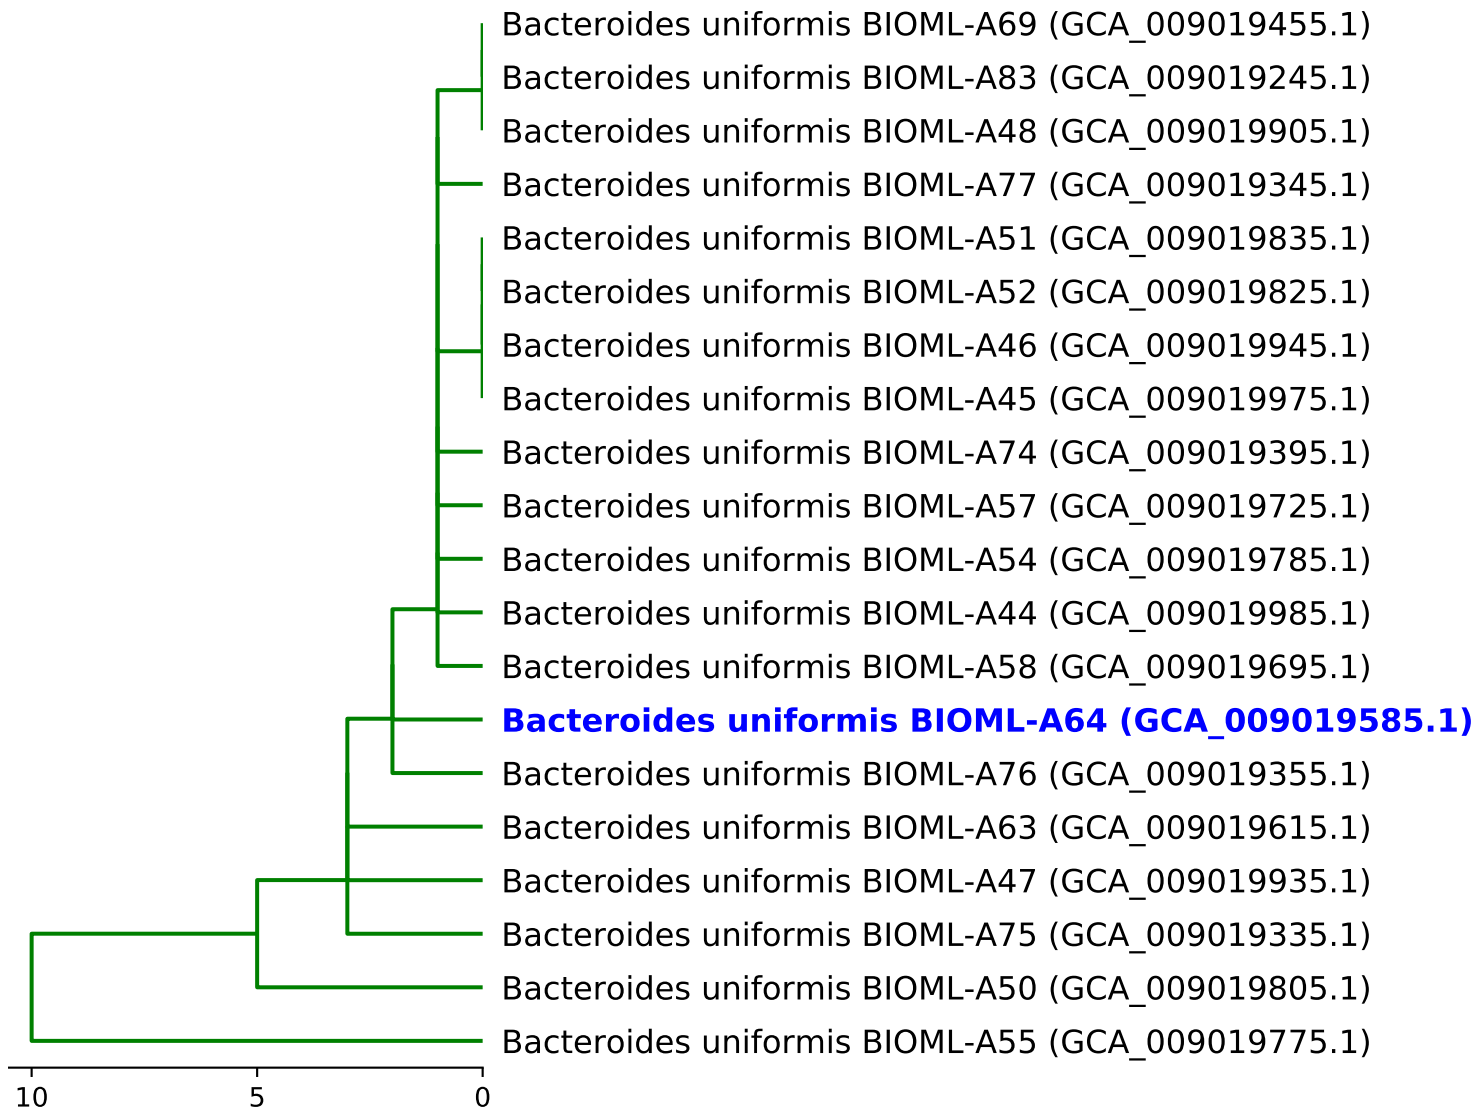 Bacteroides uniformis BIOML-A69 (GCA_009019455.1)
Bacteroides uniformis BIOML-A83 (GCA_009019245.1)
Bacteroides uniformis BIOML-A48 (GCA_009019905.1)
Bacteroides uniformis BIOML-A77 (GCA_009019345.1)
Bacteroides uniformis BIOML-A51 (GCA_009019835.1)
Bacteroides uniformis BIOML-A52 (GCA_009019825.1)
Bacteroides uniformis BIOML-A46 (GCA_009019945.1)
Bacteroides uniformis BIOML-A45 (GCA_009019975.1)
Bacteroides uniformis BIOML-A74 (GCA_009019395.1)
Bacteroides uniformis BIOML-A57 (GCA_009019725.1)
Bacteroides uniformis BIOML-A54 (GCA_009019785.1)
Bacteroides uniformis BIOML-A44 (GCA_009019985.1)
Bacteroides uniformis BIOML-A58 (GCA_009019695.1)
Bacteroides uniformis BIOML-A64 (GCA_009019585.1)
Bacteroides uniformis BIOML-A76 (GCA_009019355.1)
Bacteroides uniformis BIOML-A63 (GCA_009019615.1)
Bacteroides uniformis BIOML-A47 (GCA_009019935.1)
Bacteroides uniformis BIOML-A75 (GCA_009019335.1)
Bacteroides uniformis BIOML-A50 (GCA_009019805.1)
Bacteroides uniformis BIOML-A55 (GCA_009019775.1)
10 5 0